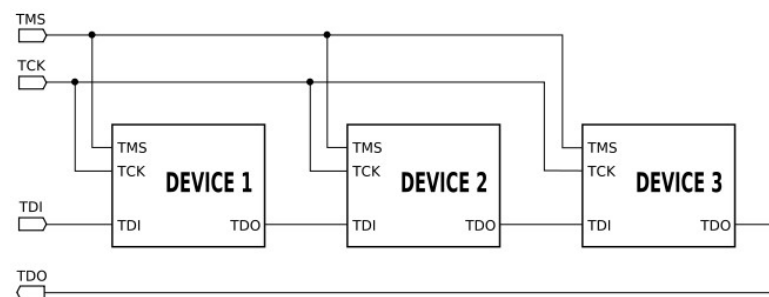 TMS
TCK
TMS
TCK
DEVICE 1
TDI
TDO
TMS
TCK
DEVICE 2
TDI
TDO
TMS
TCK
DEVICE 3
TDI
TDO
TDI
TDO